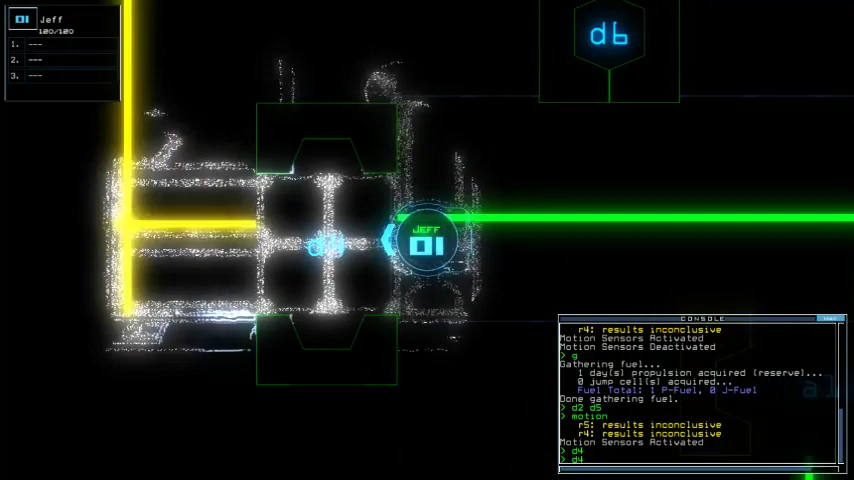 01 Jeff
120/100
1. ---
2. ---
3. ---
d6
JEFF
01
CONSOLE
r4: results inconclusive
Motion Sensors Activated
Motion Sensors Deactivated
> g
Gathering fuel...
1 day(s) propulsion acquired (reserve)...
0 jump cell(s) acquired...
Fuel Total: 1 P-Fuel, 0 J-Fuel
Done gathering fuel.
> d2 d5
> motion
r5: results inconclusive
r4: results inconclusive
Motion Sensors Activated
> d4
> d4